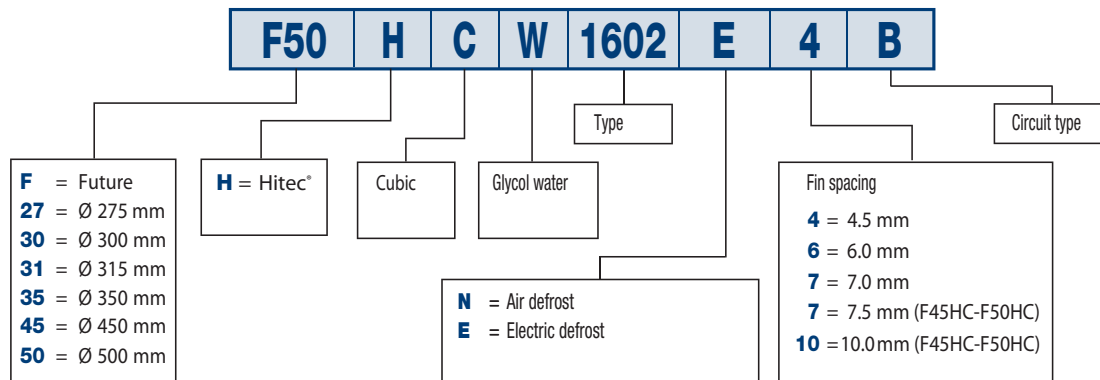 F50 H C W 1602 E 4 B
Type
Circuit type
F = Future
27 = Ø 275 mm
30 = Ø 300 mm
31 = Ø 315 mm
35 = Ø 350 mm
45 = Ø 450 mm
50 = Ø 500 mm
H = Hitec®
Cubic
Glycol water
N = Air defrost
E = Electric defrost
Fin spacing
4 = 4.5 mm
6 = 6.0 mm
7 = 7.0 mm
7 = 7.5 mm (F45HC-F50HC)
10 = 10.0 mm (F45HC-F50HC)